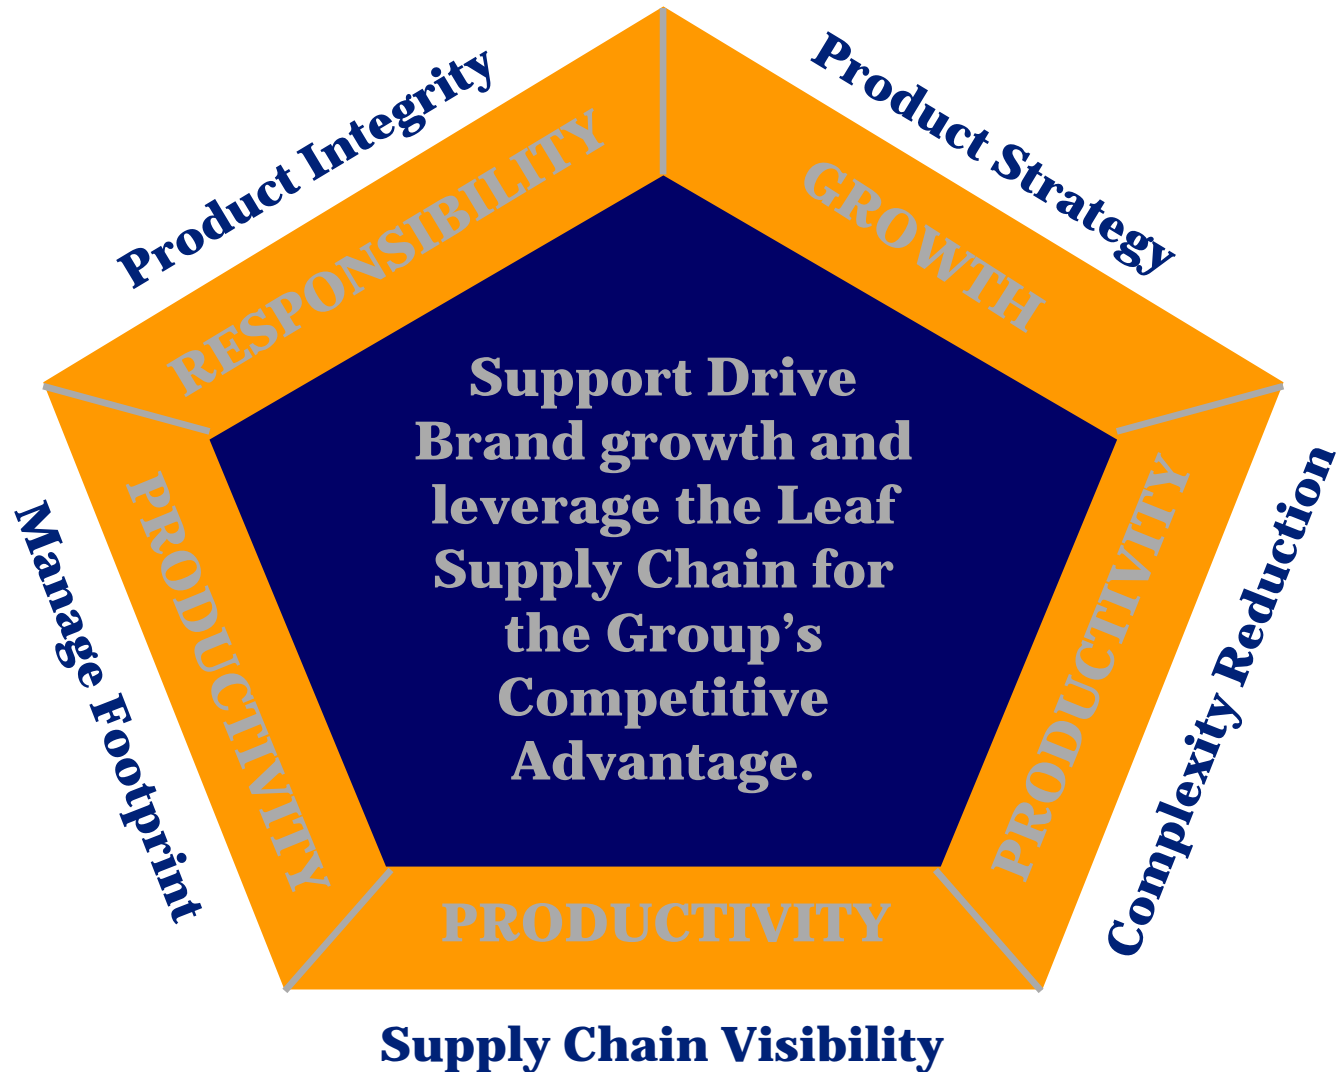 Product Integrity
Product Strategy
RESPONSIBILITY
GROWTH
Support Drive
Brand growth and
leverage the Leaf
Supply Chain for
the Group’s
Competitive
Advantage.
PRODUCTIVITY
Manage Footprint
PRODUCTIVITY
Complexity Reduction
PRODUCTIVITY
Supply Chain Visibility